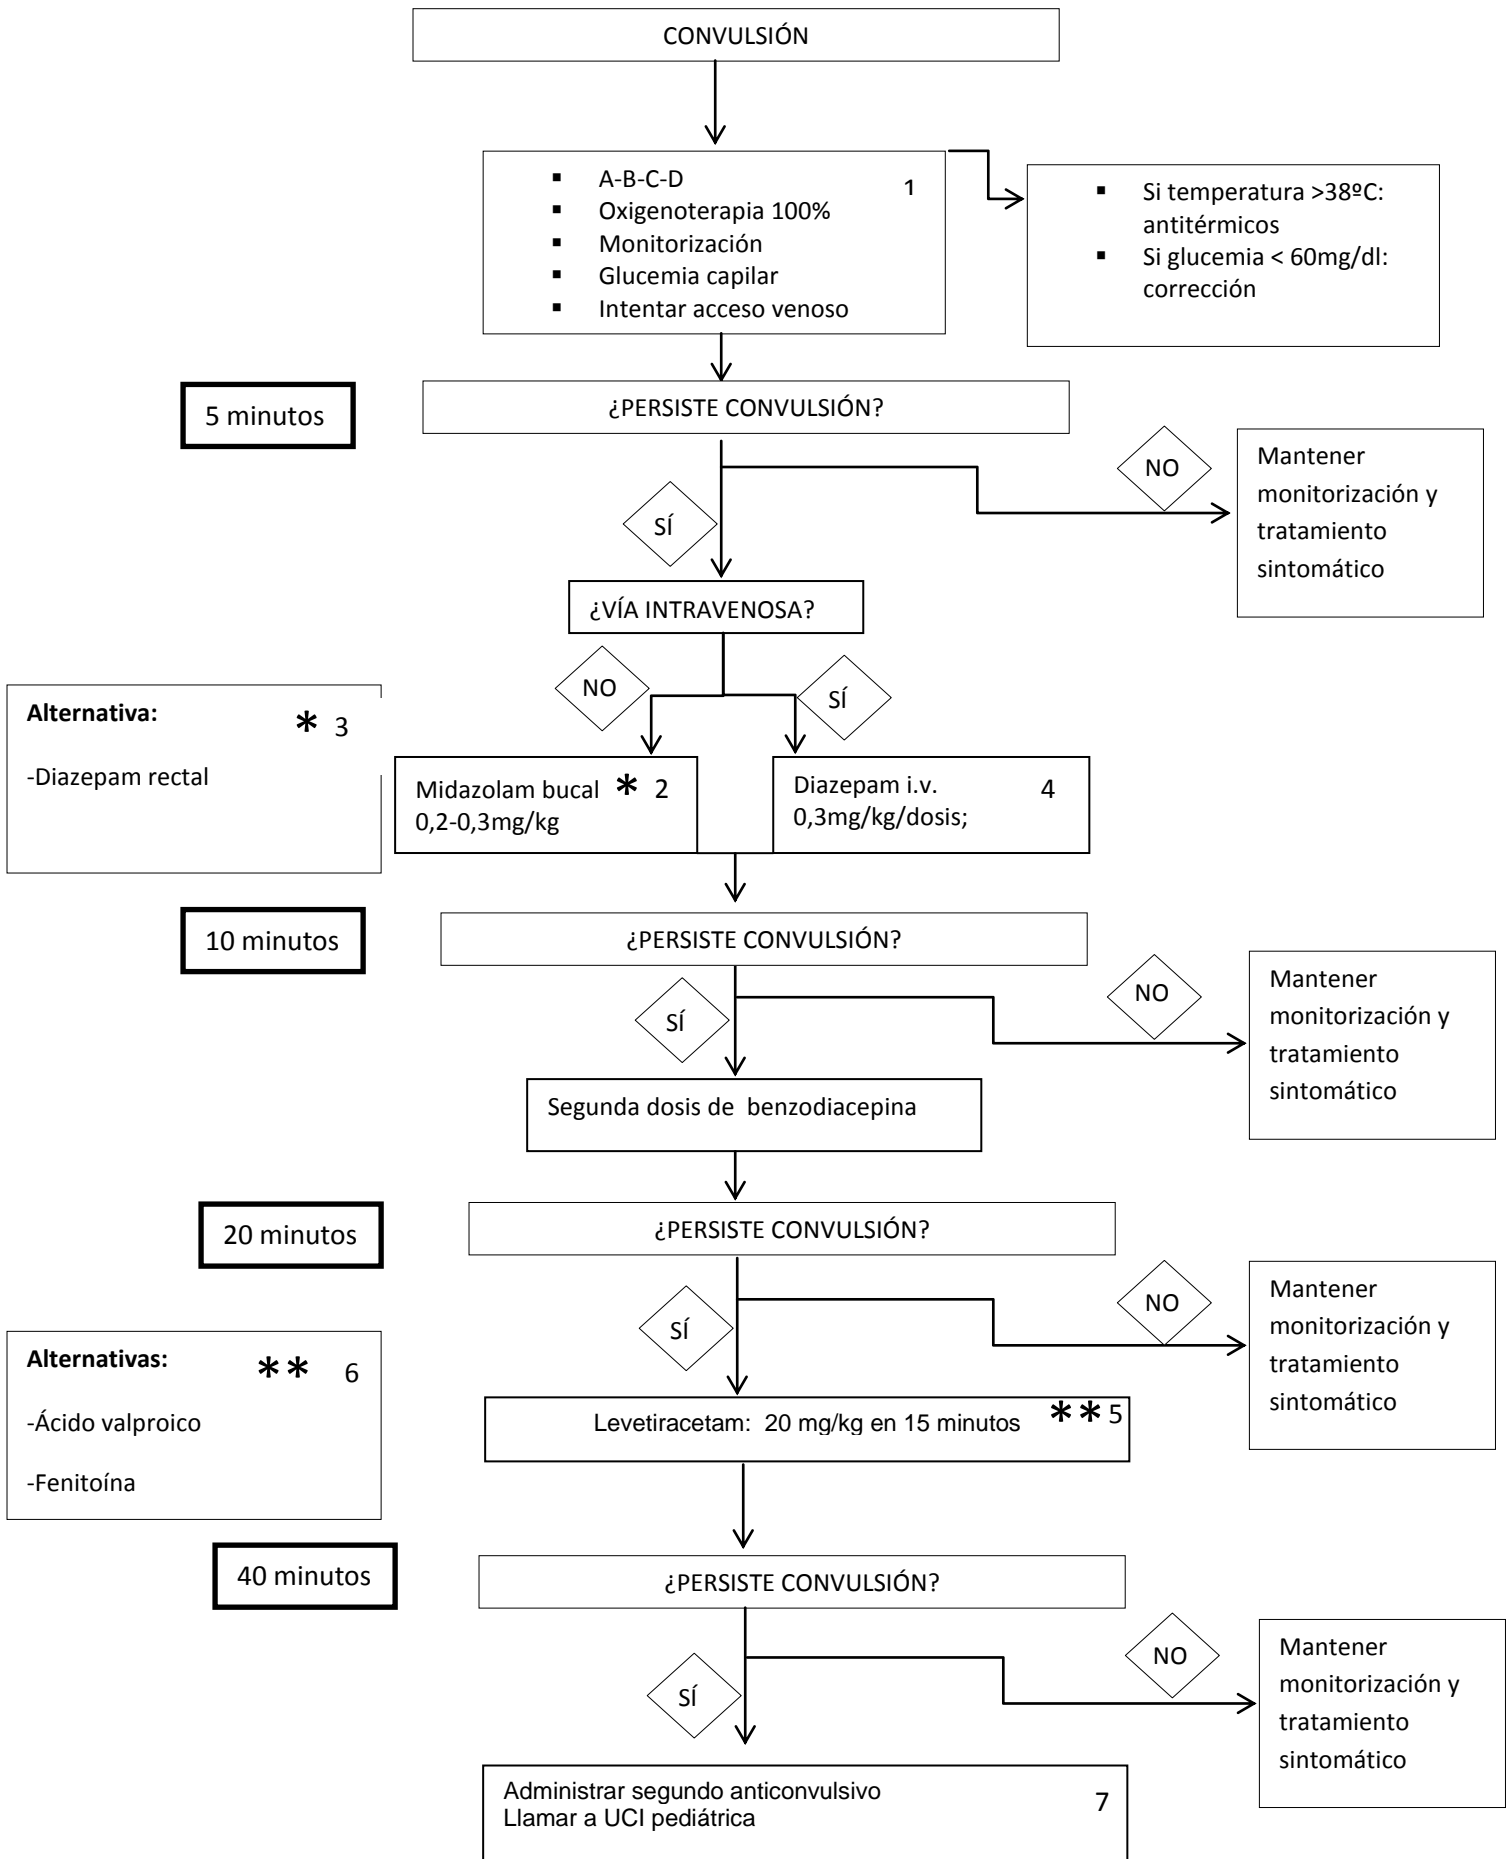 CONVULSIÓN
▪ A-B-C-D
1
▪ Oxigenoterapia 100%
▪ Monitorización
▪ Glucemia capilar
▪ Intentar acceso venoso
▪ Si temperatura >38ºC:
antitérmicos
▪ Si glucemia < 60mg/dl:
corrección
5 minutos
¿PERSISTE CONVULSIÓN?
NO
Mantener
monitorización y
tratamiento
sintomático
SÍ
¿VÍA INTRAVENOSA?
NO
SÍ
Alternativa:
* 3
-Diazepam rectal
Midazolam bucal * 2
0,2-0,3mg/kg
Diazepam i.v. 4
0,3mg/kg/dosis;
10 minutos
¿PERSISTE CONVULSIÓN?
NO
Mantener
monitorización y
tratamiento
sintomático
SÍ
Segunda dosis de benzodiacepina
20 minutos
¿PERSISTE CONVULSIÓN?
NO
Mantener
monitorización y
tratamiento
sintomático
SÍ
Alternativas:
** 6
-Ácido valproico
-Fenitoína
Levetiracetam: 20 mg/kg en 15 minutos **5
40 minutos
¿PERSISTE CONVULSIÓN?
NO
Mantener
monitorización y
tratamiento
sintomático
SÍ
Administrar segundo anticonvulsivo
7
Llamar a UCI pediátrica